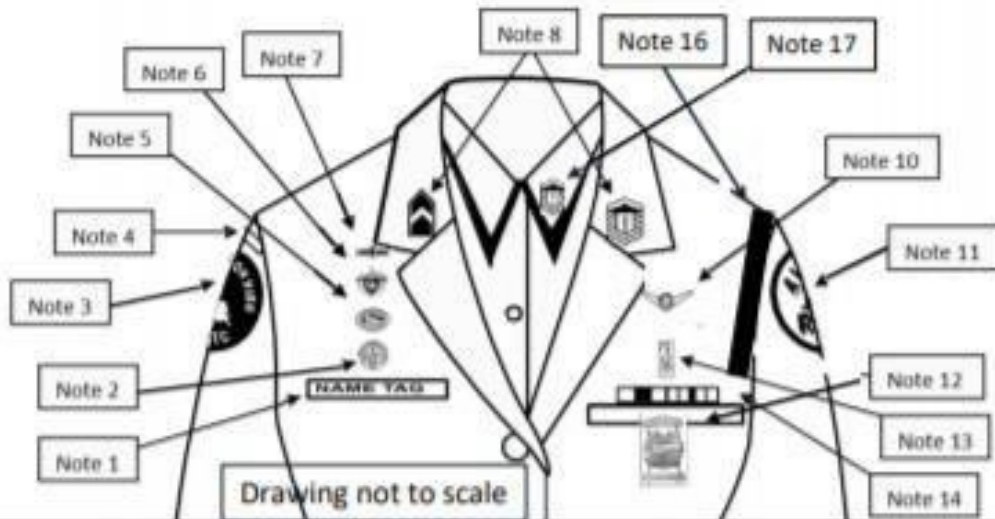 Note 8
Note 16
Note 17
Note 7
Note 6
Note 5
Note 10
Note 4
Note 11
Note 3
Note 2
NAME TAG
Note 12
Note 1
Note 13
Drawing not to scale
Note 14